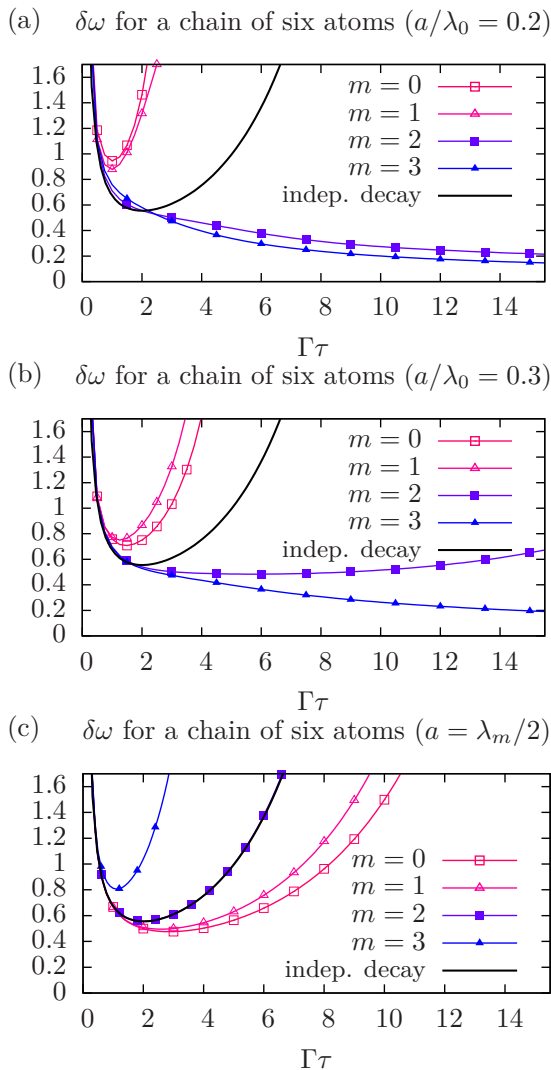 (a) δω for a chain of six atoms (a/λ₀ = 0.2)
1.6
1.4
1.2
1
0.8
0.6
0.4
0.2
0
m = 0
m = 1
m = 2
m = 3
indep. decay
0 2 4 6 8 10 12 14
Γτ
(b) δω for a chain of six atoms (a/λ₀ = 0.3)
1.6
1.4
1.2
1
0.8
0.6
0.4
0.2
0
m = 0
m = 1
m = 2
m = 3
indep. decay
0 2 4 6 8 10 12 14
Γτ
(c) δω for a chain of six atoms (a = λₘ/2)
1.6
1.4
1.2
1
0.8
0.6
0.4
0.2
0
m = 0
m = 1
m = 2
m = 3
indep. decay
0 2 4 6 8 10 12 14
Γτ